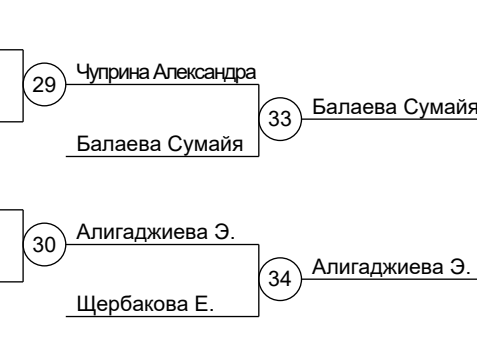 Чуприна Александра
29
Балаева Сумайя
33
Балаева Сумайя
Алигаджиева Э.
30
Алигаджиева Э.
34
Щербакова Е.